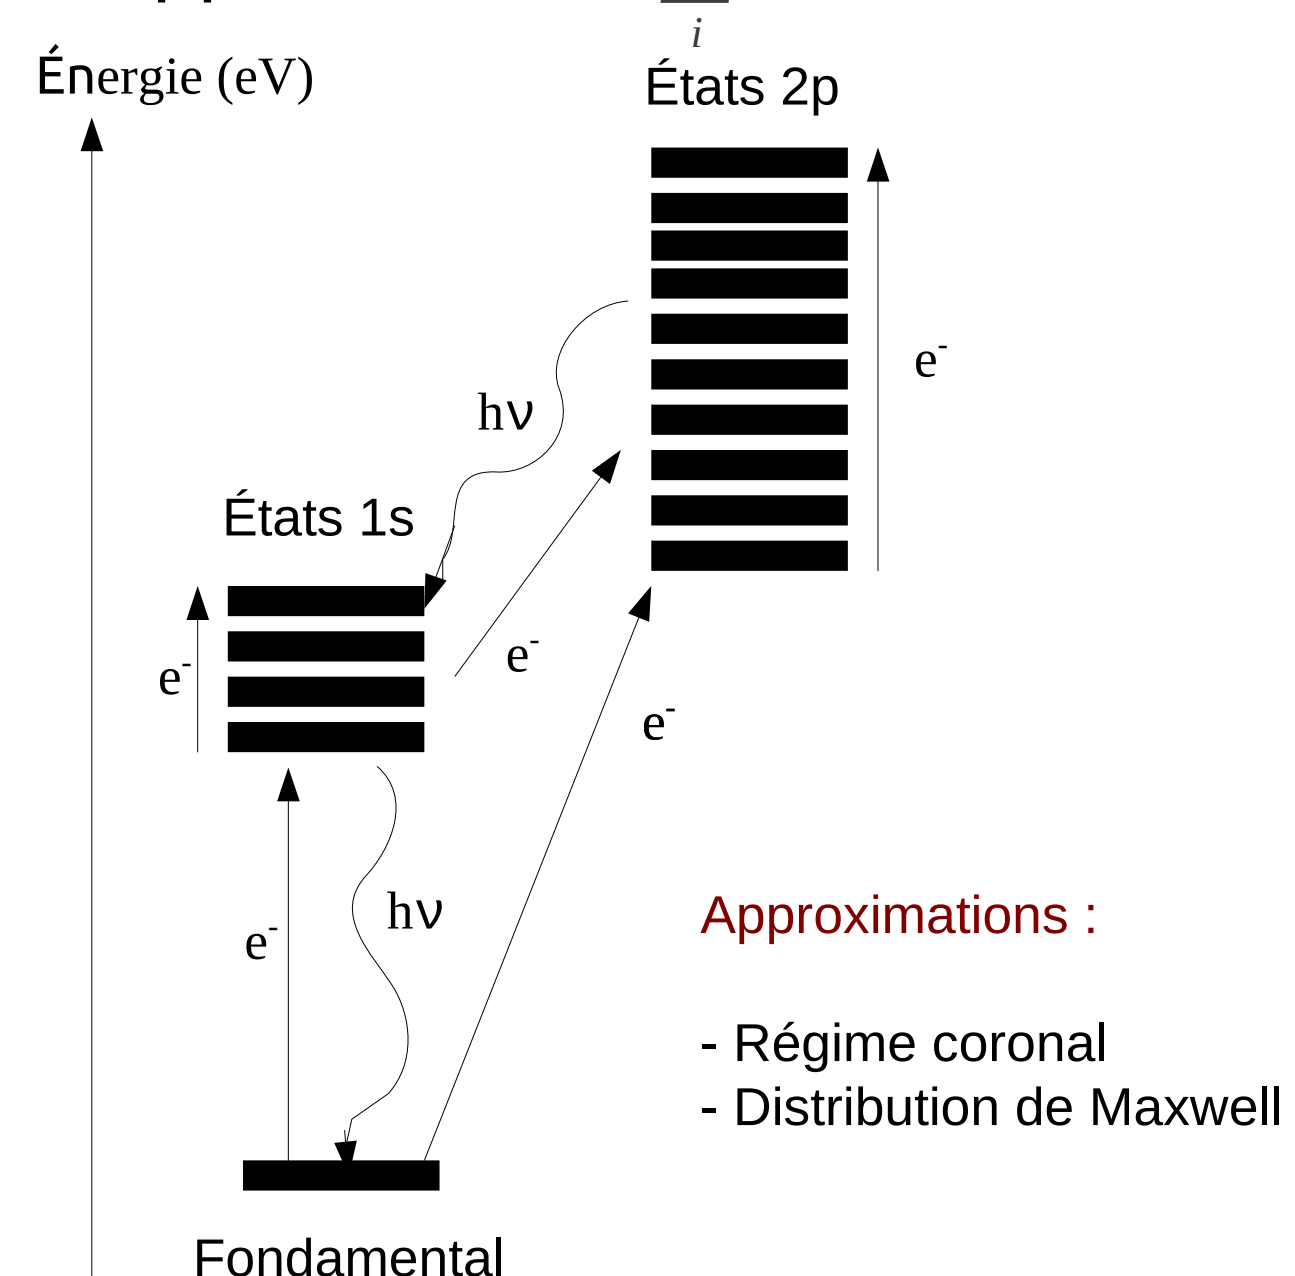 i
Énergie (eV)
États 2p
e-
hν
États 1s
e-
e-
e-
hν
e-
Approximations :
- Régime coronal
- Distribution de Maxwell
Fondamental